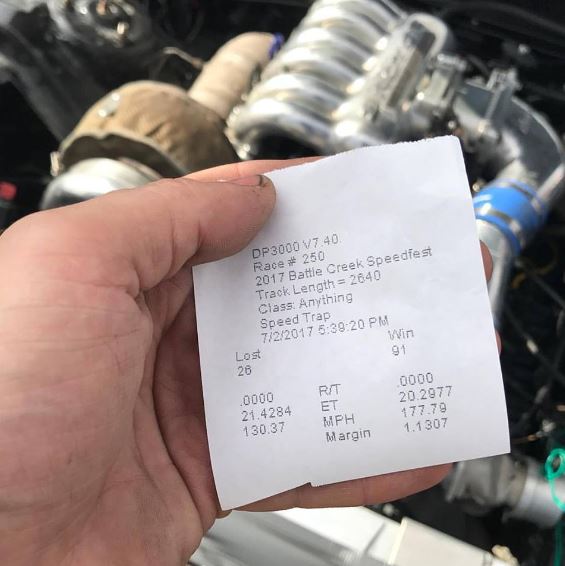 DP3000 V7.40
Race # 250
2017 Battle Creek Speedfest
Track Length = 2640
Class: Anything
Speed Trap
7/2/2017 5:39:20 PM
Lost Win
26 91
.0000 R/T .0000
21.4284 ET 20.2977
130.37 MPH 177.79
Margin 1.1307